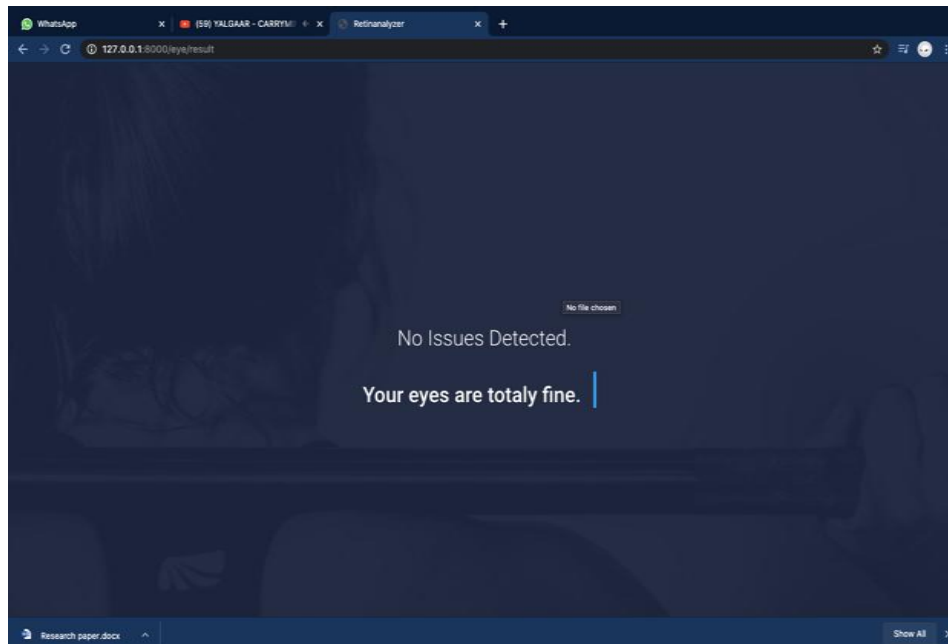 WhatsApp
(59) YALGAAR - CARRYMI
Retinanalyzer
127.0.0.1:8000/eye/result
No file chosen
No Issues Detected.
Your eyes are totaly fine.
Research paper.docx
Show All